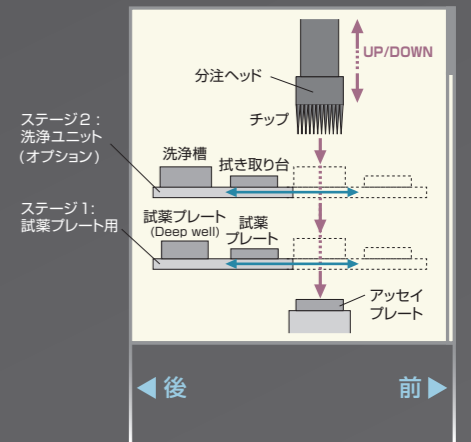 UP/DOWN
分注ヘッド
チップ
ステージ2：
洗浄ユニット
(オプション)
洗浄槽
拭き取り台
ステージ1：
試薬プレート用
試薬プレート
(Deep well)
試薬
プレート
アッセイ
プレート
後
前